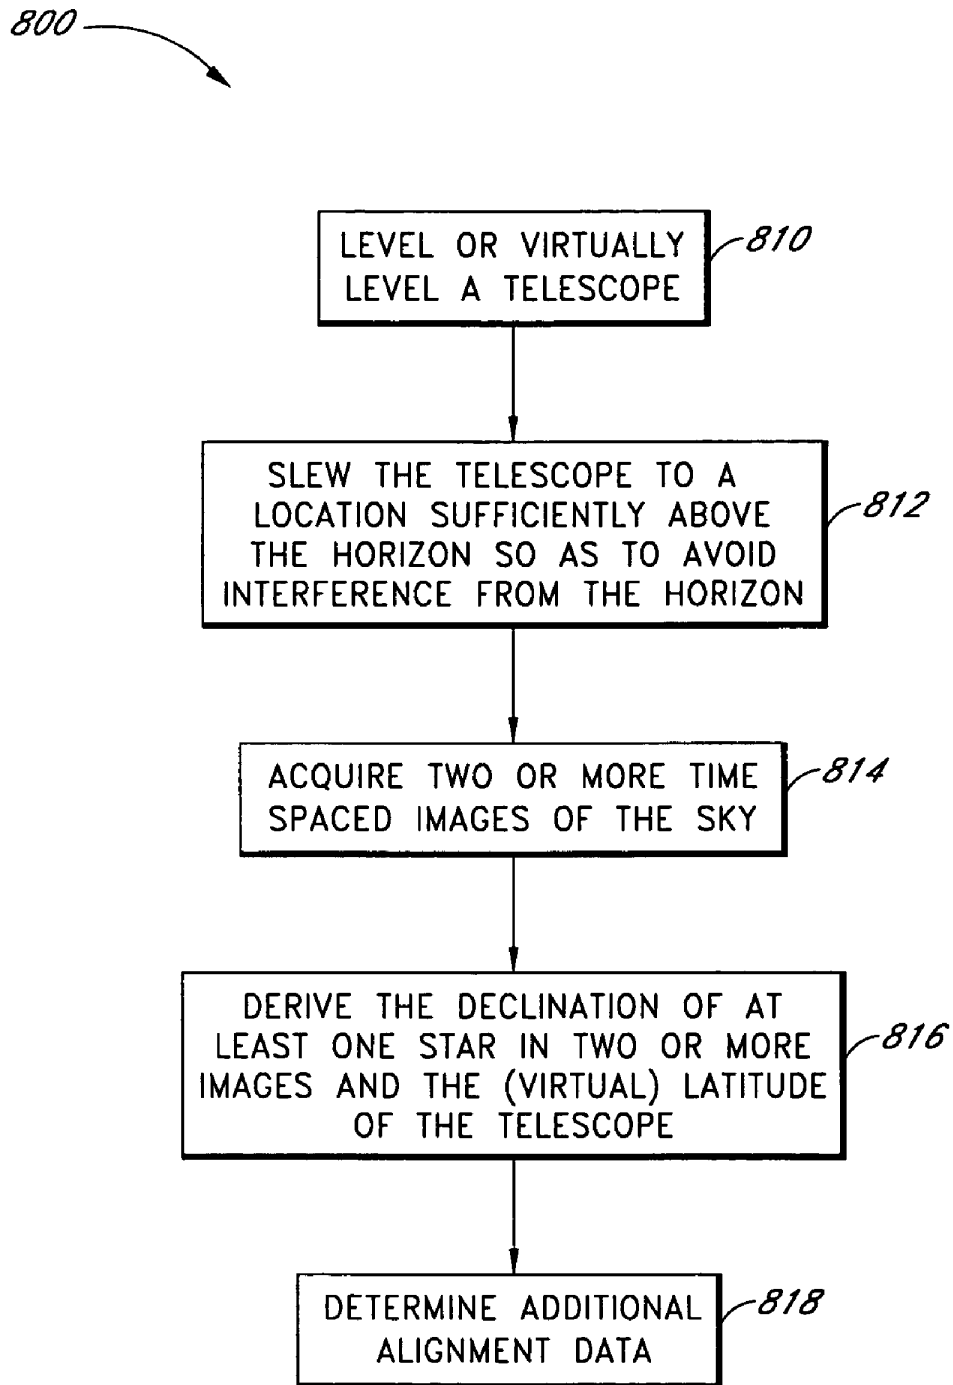 800
LEVEL OR VIRTUALLY
LEVEL A TELESCOPE
810
SLEW THE TELESCOPE TO A
LOCATION SUFFICIENTLY ABOVE
THE HORIZON SO AS TO AVOID
INTERFERENCE FROM THE HORIZON
812
ACQUIRE TWO OR MORE TIME
SPACED IMAGES OF THE SKY
814
DERIVE THE DECLINATION OF AT
LEAST ONE STAR IN TWO OR MORE
IMAGES AND THE (VIRTUAL) LATITUDE
OF THE TELESCOPE
816
DETERMINE ADDITIONAL
ALIGNMENT DATA
818